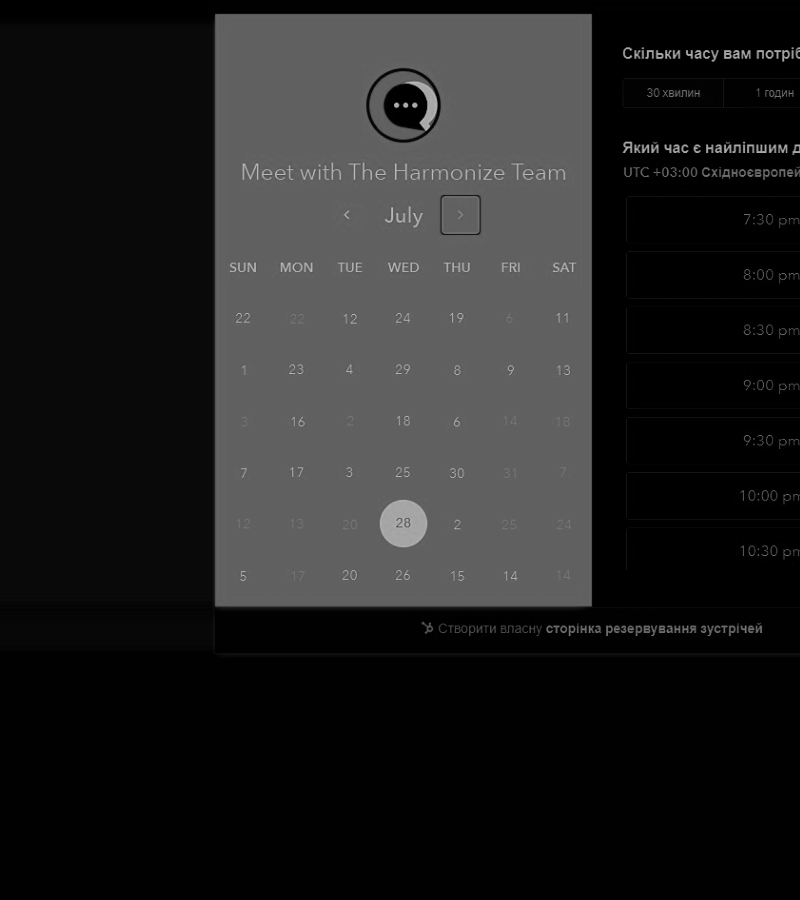 Meet with The Harmonize Team
July
SUN MON TUE WED THU FRI SAT
22 22 12 24 19 6 11
1 23 4 29 8 9 13
3 16 2 18 6 14 18
7 17 3 25 30 31 7
12 13 20 28 2 25 24
5 17 20 26 15 14 14
Скільки часу вам потріб
30 хвилин 1 годин
Який час є найліпшим д
UTC +03:00 Східноєвропей
7:30 pm
8:00 pm
8:30 pm
9:00 pm
9:30 pm
10:00 pm
10:30 pm
Створити власну сторінка резервування зустрічей